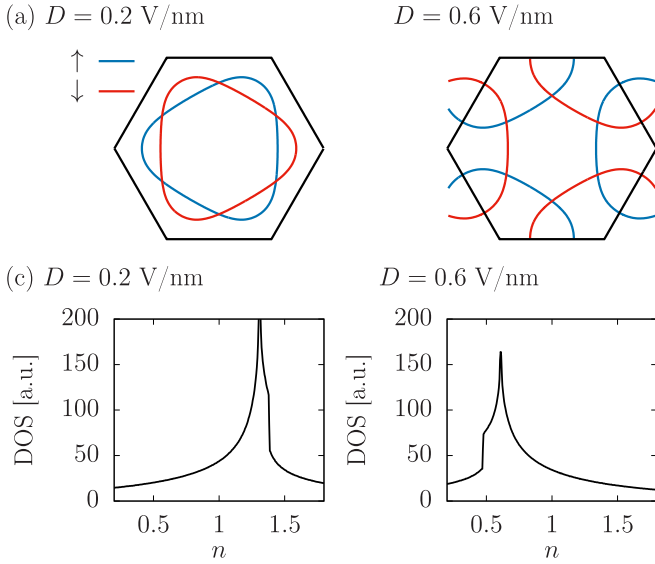 (a) D = 0.2 V/nm
D = 0.6 V/nm
↑
↓
(c) D = 0.2 V/nm
D = 0.6 V/nm
DOS [a.u.]
200
150
100
50
0
0.5
1
1.5
n
DOS [a.u.]
200
150
100
50
0
0.5
1
1.5
n